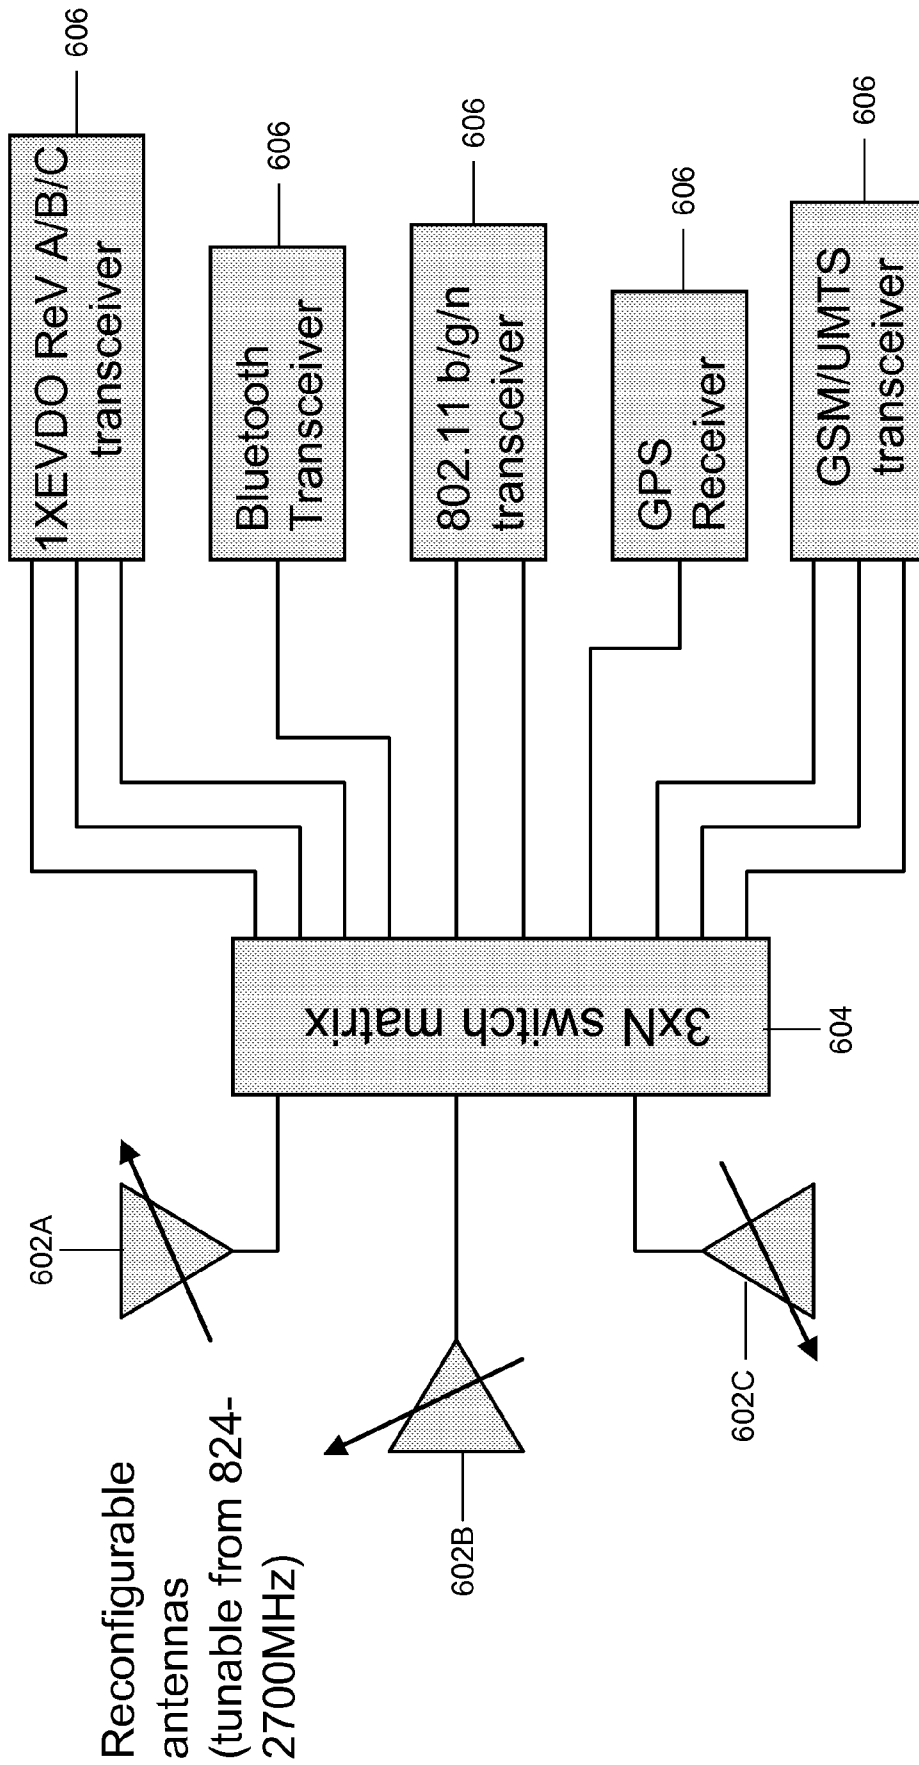 Reconfigurable
antennas
(tunable from 824-
2700MHz)
602A
602B
602C
3xN switch matrix
604
1XEVDO ReV A/B/C
transceiver
606
Bluetooth
Transceiver
606
802.11 b/g/n
transceiver
606
GPS
Receiver
606
GSM/UMTS
transceiver
606